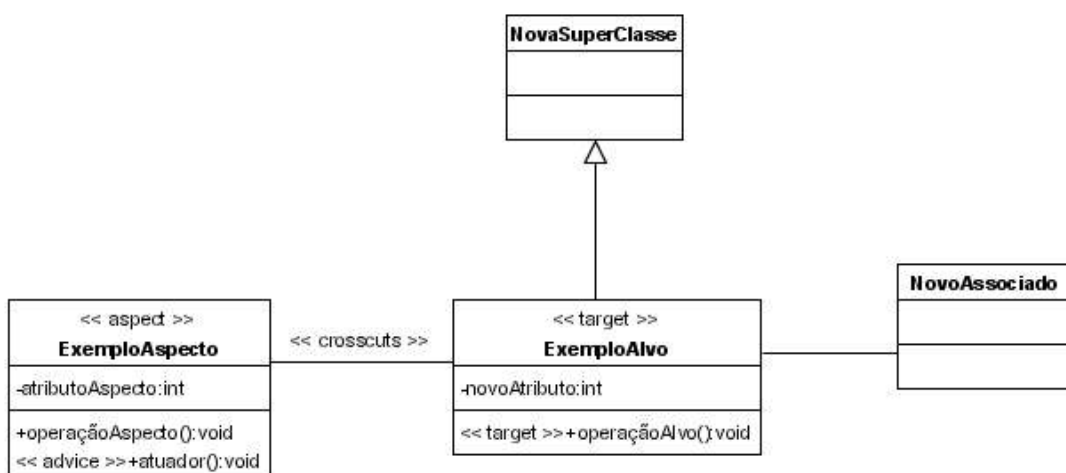 NovaSuperClasse
NovoAssociado
<< aspect >>
ExemploAspecto
-atributoAspecto:int
+operaçãoAspecto():void
<< advice >>+atuador():void
<< crosscuts >>
<< target >>
ExemploAlvo
-novoAtributo:int
<< target >>+operaçãoAlvo():void